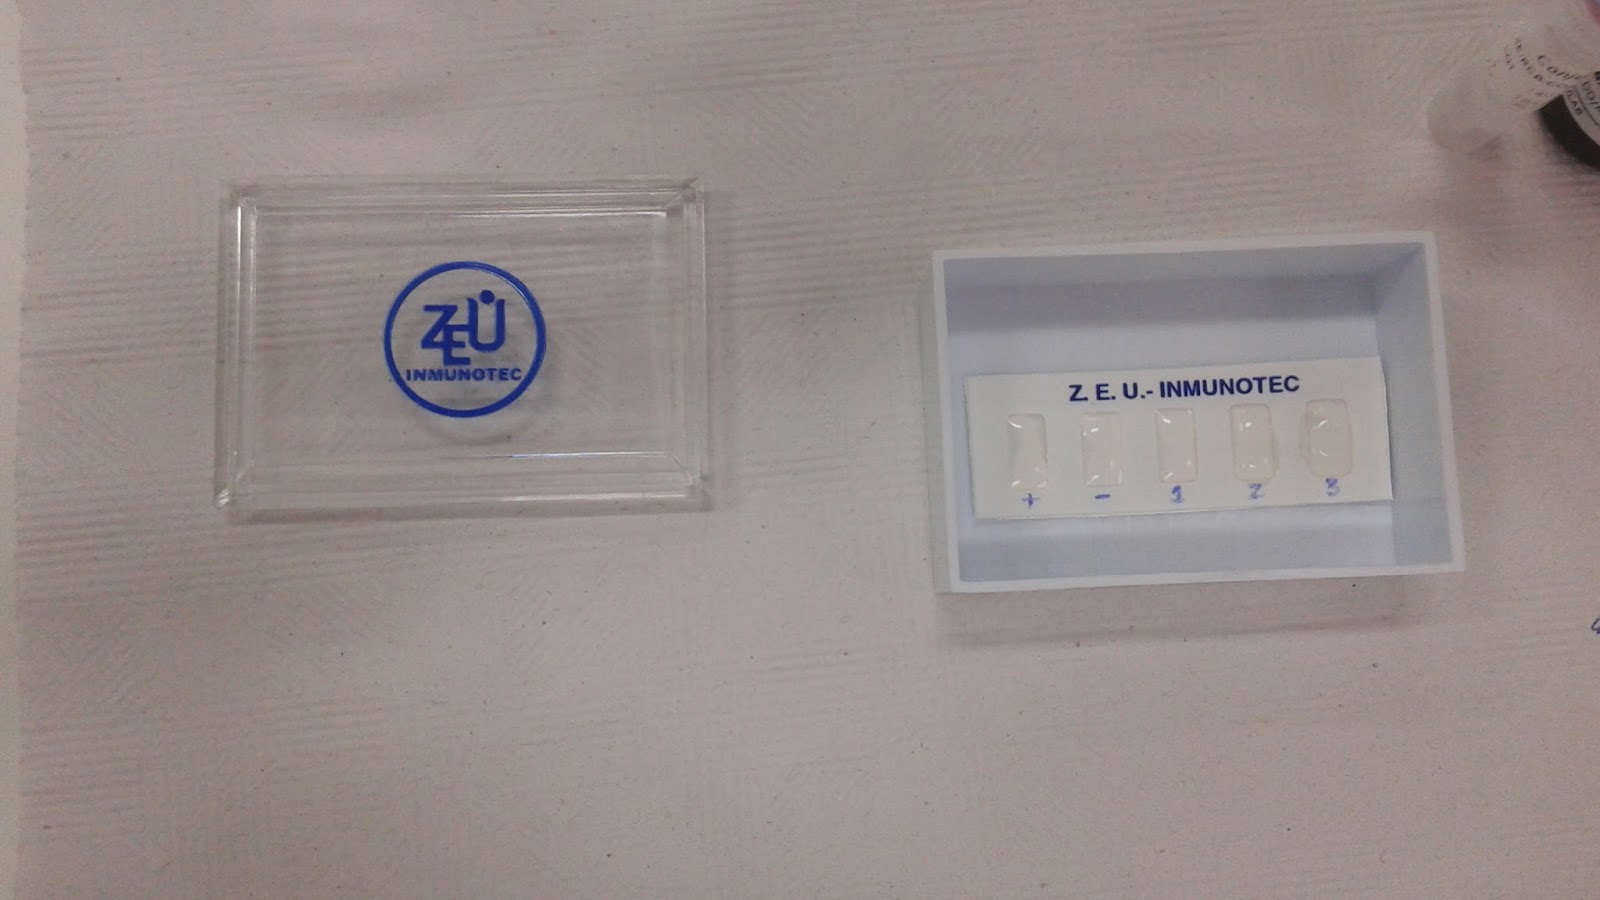 ZEU
INMUNOTEC
Z. E. U.- INMUNOTEC
+ - 1 2 3